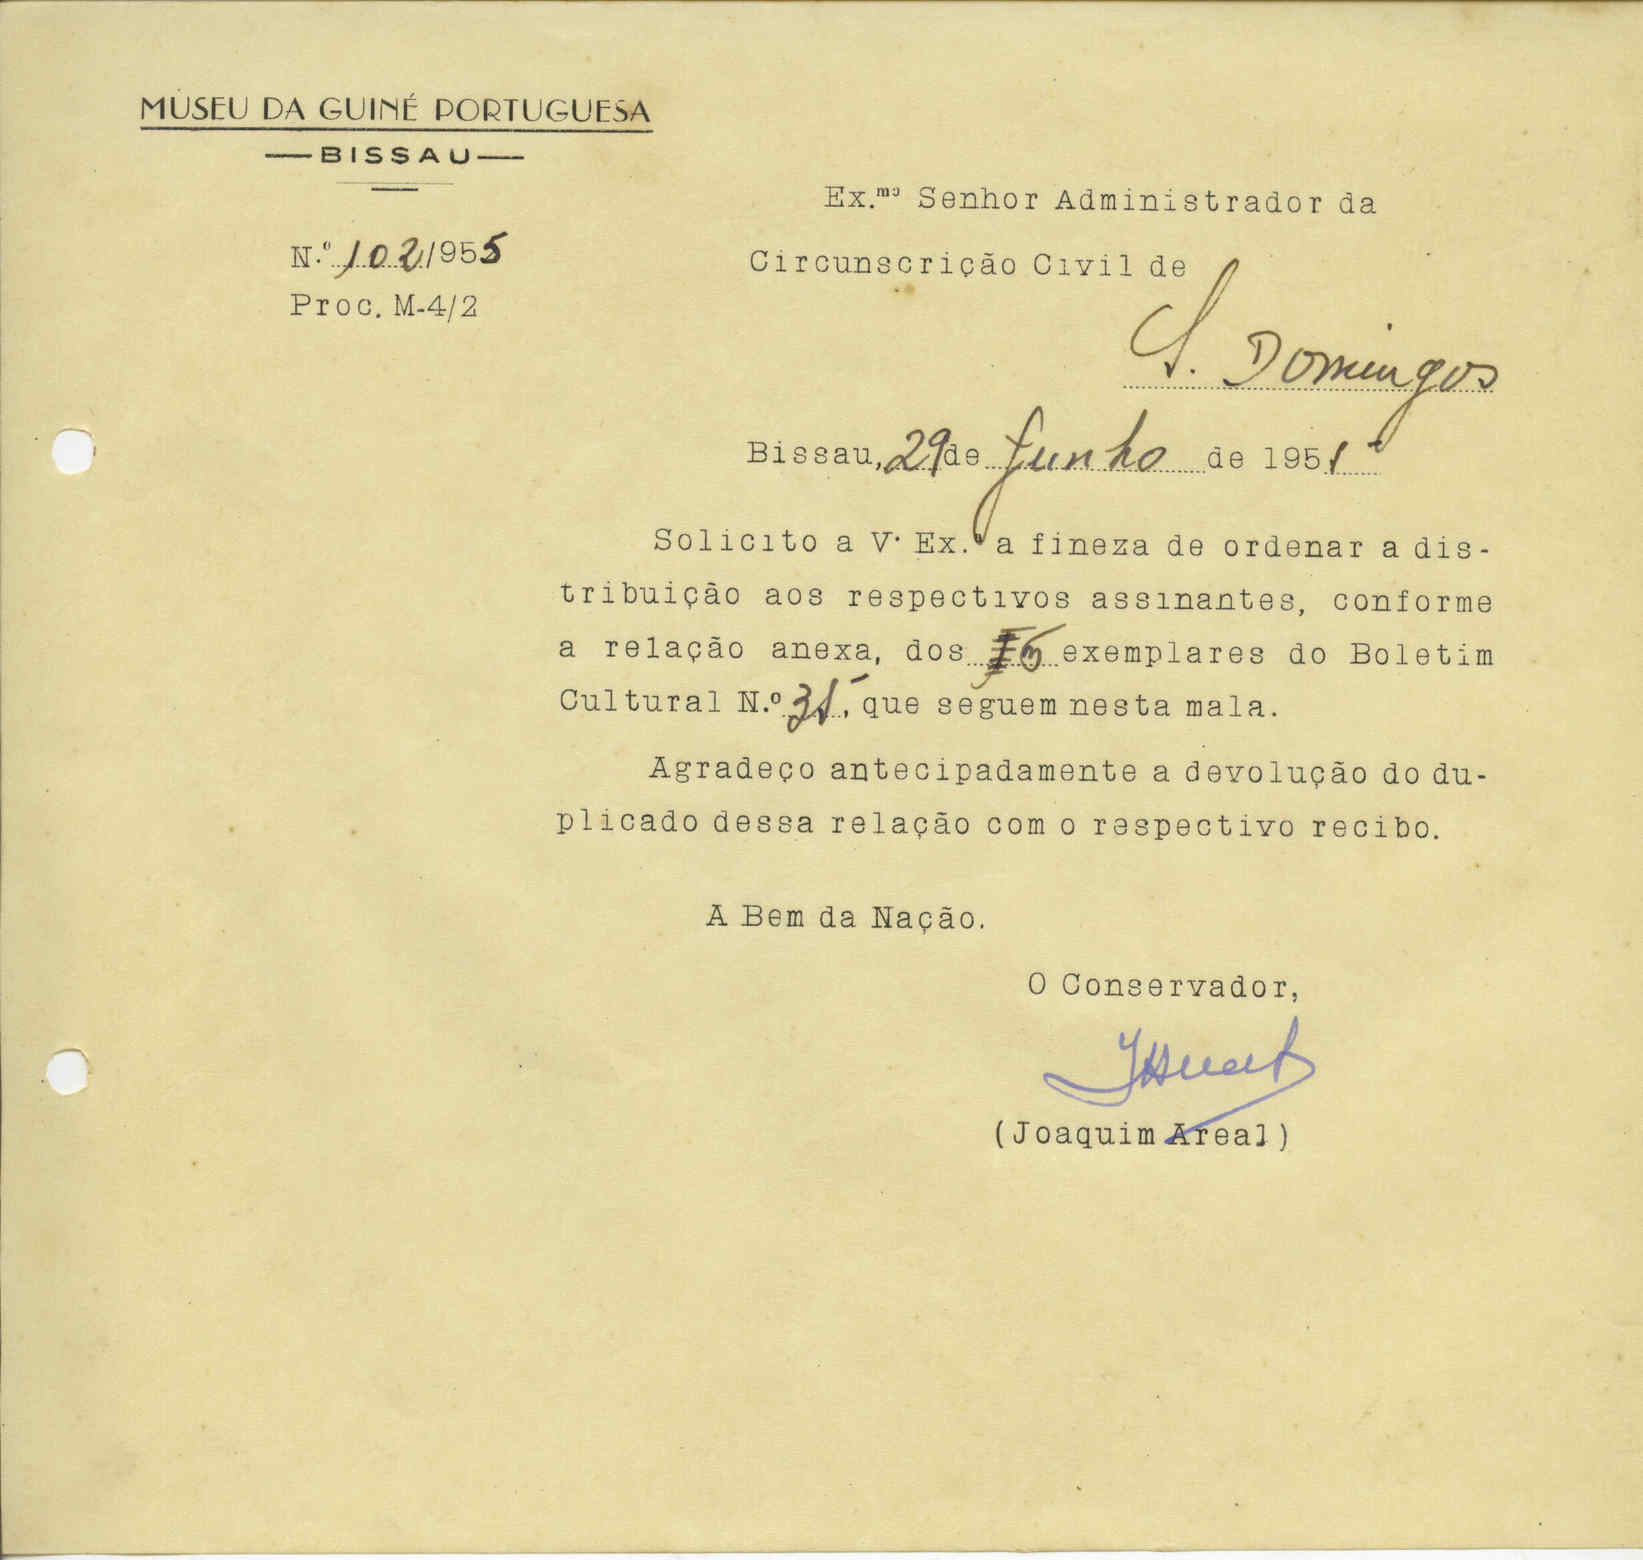 MUSEU DA GUINÉ PORTUGUESA
—BISSAU—
N.º 102/955
Proc. M-4/2
Ex.mo Senhor Administrador da
Circunscrição Civil de
S. Domingos
Bissau, 29 de Junho de 1955
Solicito a V. Ex.ª a fineza de ordenar a dis-
tribuição aos respectivos assinantes, conforme
a relação anexa, dos exemplares do Boletim
Cultural N.º 35, que seguem nesta mala.
Agradeço antecipadamente a devolução do du-
plicado dessa relação com o respectivo recibo.
A Bem da Nação.
O Conservador,
(Joaquim Areal)